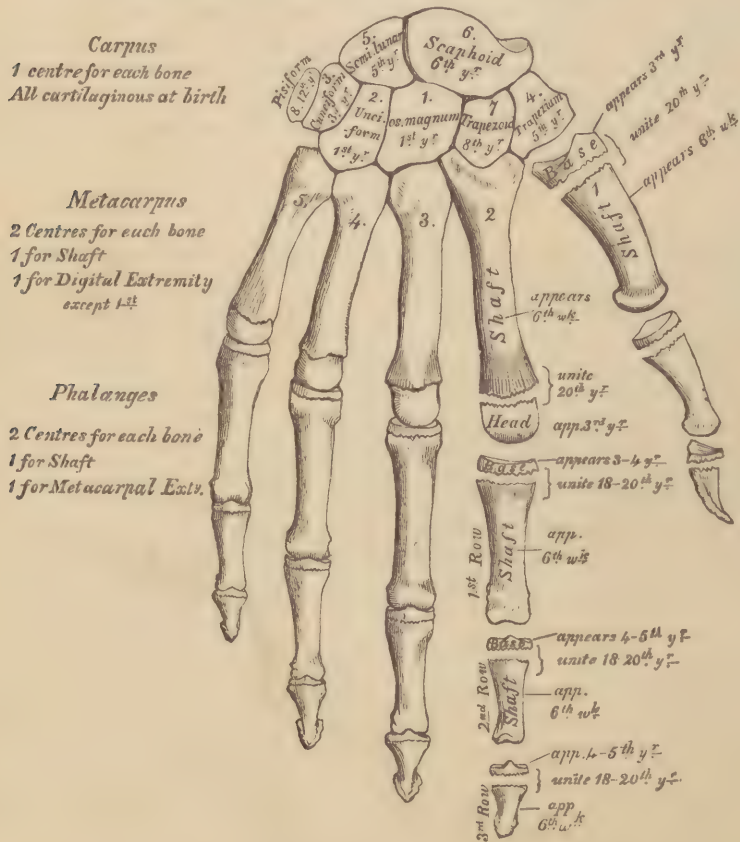 Carpus
1 centre for each bone
All cartilaginous at birth
Pisiform
8.12th yr
3.
Cuneiform
3d yr
5.
Semi.lunar
5th yr
6.
Scaphoid
6th yr
2.
Unci-
form
1st yr
1.
os.magnum
1st yr
7
Trapezoid
8th yr
4.
Trapezium
5th yr
appears 3rd yr
unite 20th yr
appears 6th wk
Base
1
Shaft
Metacarpus
2 Centres for each bone
1 for Shaft
1 for Digital Extremity
except 1st
5.
4.
3.
2
Shaft
appears
6th wk
unite
20th yr
Head
app. 3rd yr
Phalanges
2 Centres for each bone
1 for Shaft
1 for Metacarpal Exty.
Base
appears 3-4 yr
unite 18-20th yr
1st Row
Shaft
app.
6th wk
Base
appears 4-5th yr
unite 18-20th yr
2nd Row
Shaft
app.
6th wk
app. 4-5th yr
unite 18-20th yr
3rd Row
app
6th wk